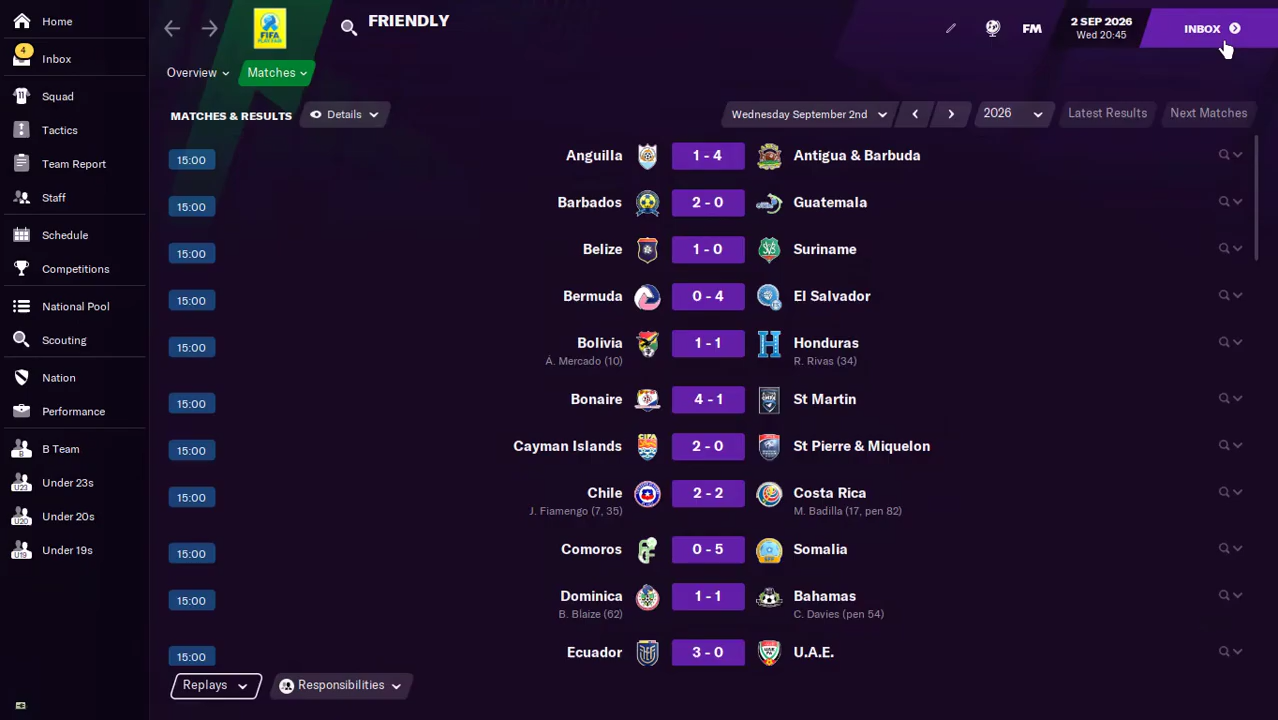 Home
4
Inbox
11
Squad
Tactics
Team Report
Staff
Schedule
Competitions
National Pool
Scouting
Nation
Performance
B
B Team
U23
Under 23s
U20
Under 20s
U19
Under 19s
FIFA
FRIENDLY
FM
2 SEP 2026
Wed 20:45
INBOX
Overview
Matches
MATCHES & RESULTS
Details
Wednesday September 2nd
2026
Latest Results
Next Matches
15:00 Anguilla 1 - 4 Antigua & Barbuda
15:00 Barbados 2 - 0 Guatemala
15:00 Belize 1 - 0 Suriname
15:00 Bermuda 0 - 4 El Salvador
15:00 Bolivia 1 - 1 Honduras
Á. Mercado (10) R. Rivas (34)
15:00 Bonaire 4 - 1 St Martin
15:00 Cayman Islands 2 - 0 St Pierre & Miquelon
15:00 Chile 2 - 2 Costa Rica
J. Fiamengo (7, 35) M. Badilla (17, pen 82)
15:00 Comoros 0 - 5 Somalia
15:00 Dominica 1 - 1 Bahamas
B. Blaize (62) C. Davies (pen 54)
15:00 Ecuador 3 - 0 U.A.E.
Replays
Responsibilities